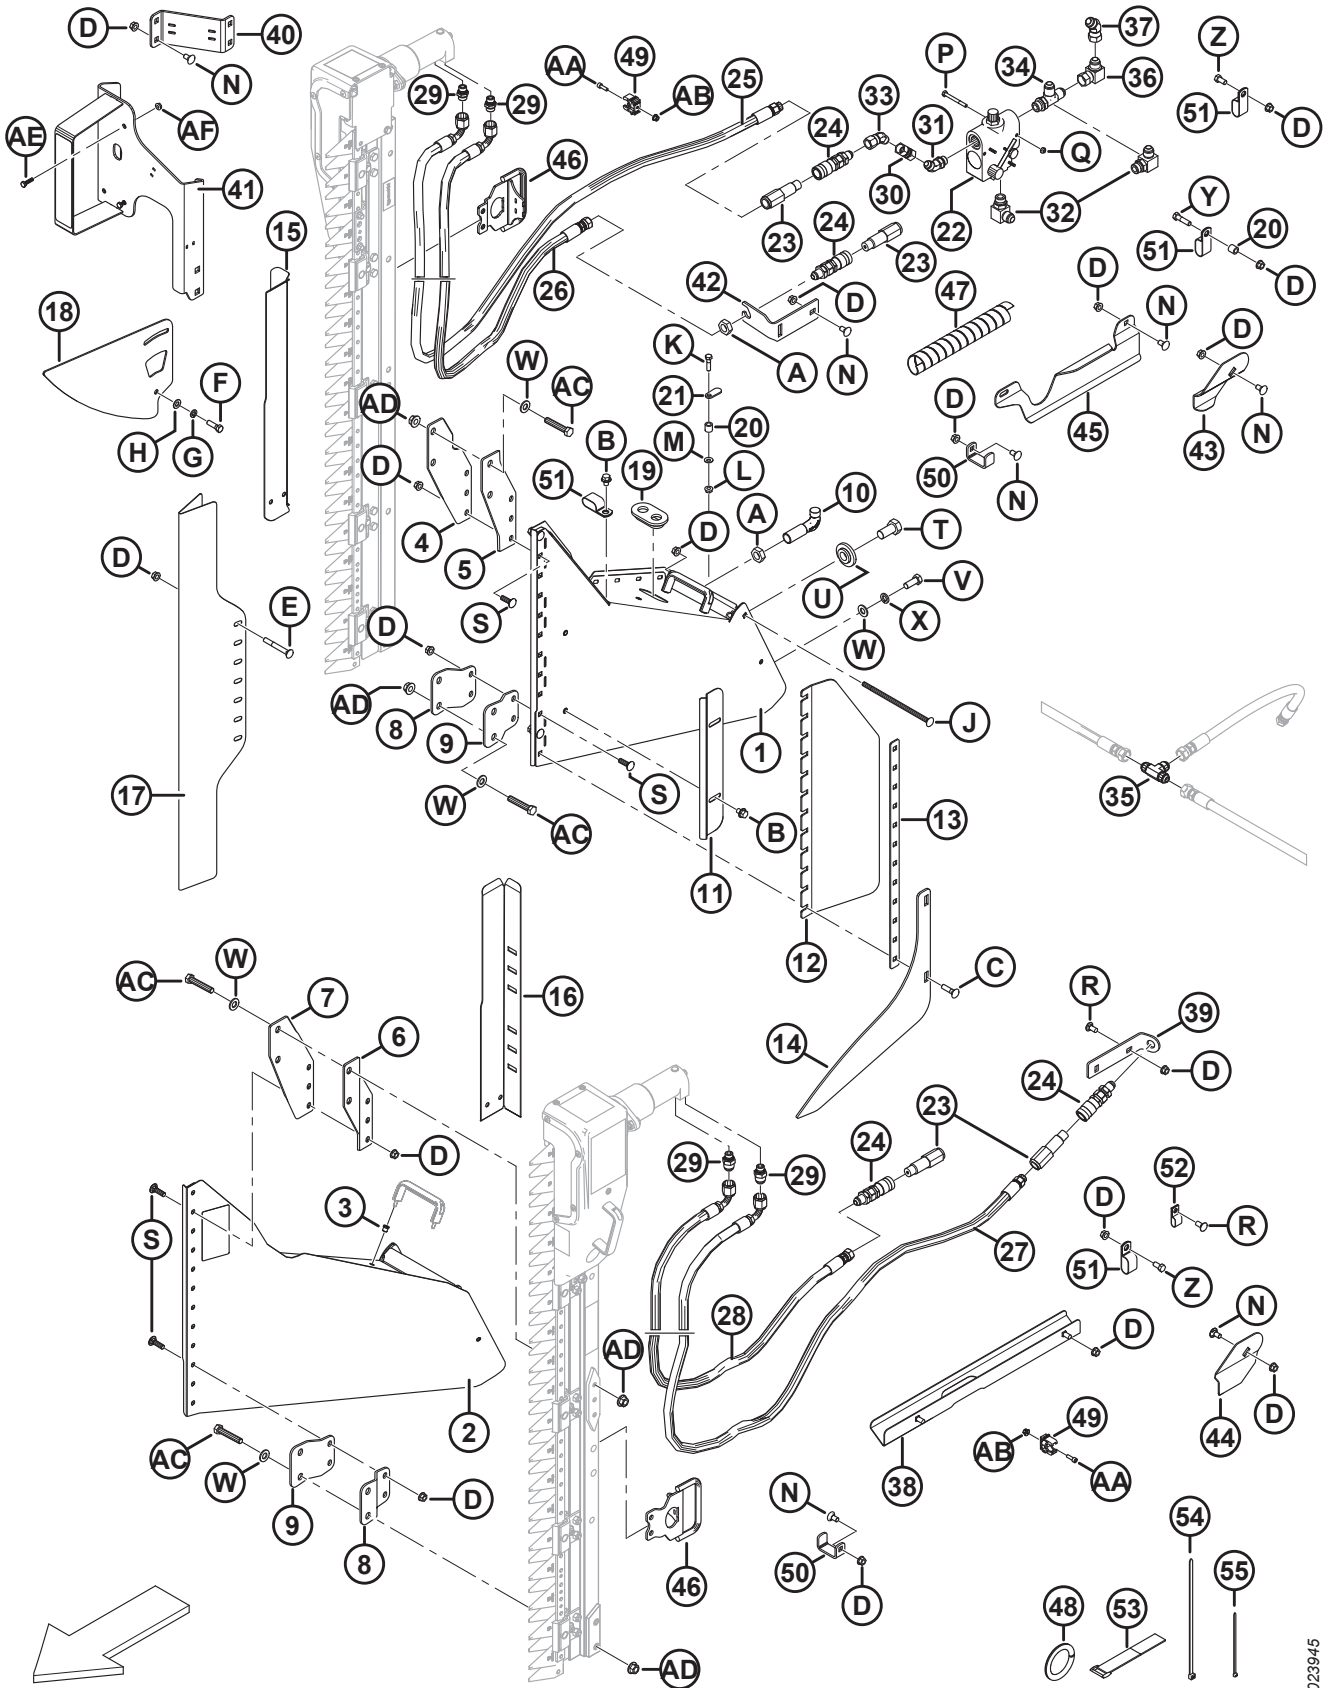 D
40
N
AA
49
AB
25
29
29
33
24
31
P
34
37
36
Z
51
D
AE
AF
41
46
30
22
Q
32
Y
15
23
24
23
51
20
D
26
42
D
47
D
N
18
K
A
N
D
F
W
AC
21
D
H
G
AD
20
45
43
N
B
M
50
N
D
51
19
L
10
4
A
T
5
D
D
U
V
E
S
X
D
W
AD
8
J
9
1
35
17
W
S
13
AC
B
11
12
C
AC
W
7
16
R
39
6
14
24
D
23
D
24
29
29
52
3
D
R
S
27
51
Z
N
28
AD
D
2
49
44
D
AC
AB
W
38
AA
D
N
54
9
8
46
50
55
D
48
53
AD
023945